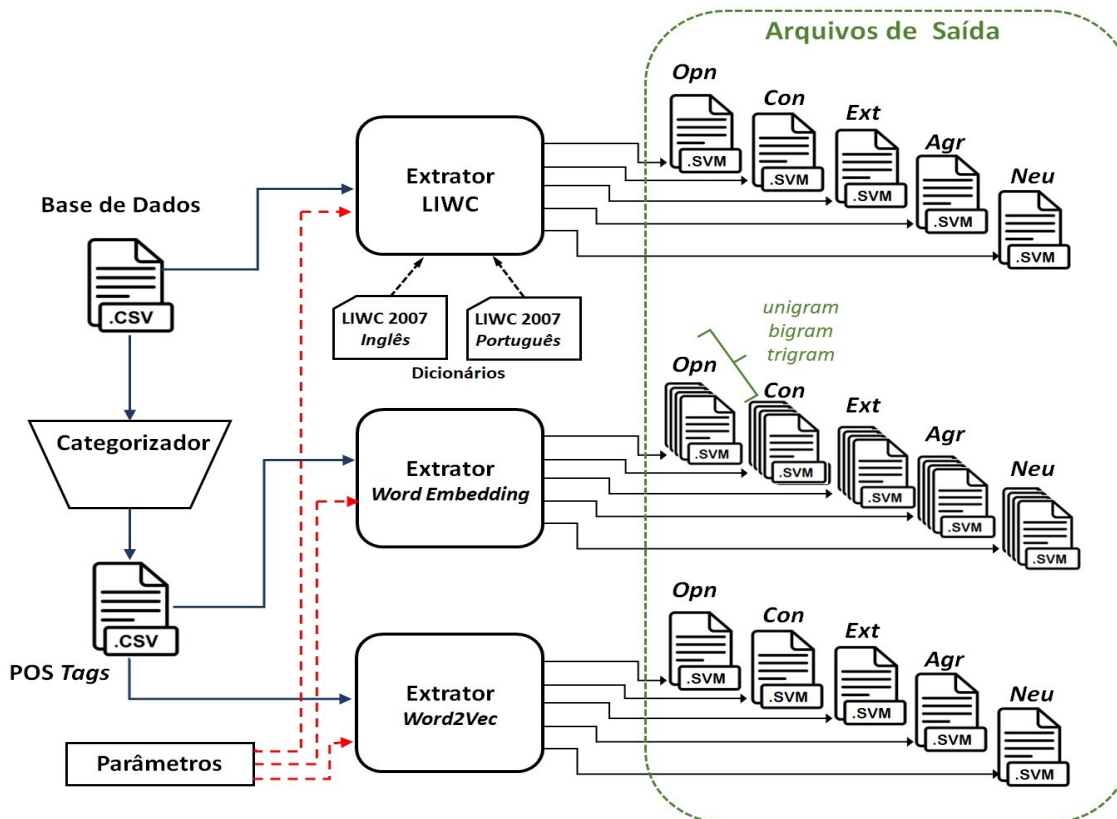 Arquivos de Saída
Opn
Con
Ext
Agr
Neu
.SVM
.SVM
.SVM
.SVM
.SVM
Base de Dados
.CSV
Extrator
LIWC
LIWC 2007
Inglês
LIWC 2007
Português
Dicionários
unigram
bigram
trigram
Categorizador
Extrator
Word Embedding
Opn
Con
Ext
Agr
Neu
.SVM
.SVM
.SVM
.SVM
.SVM
.CSV
POS Tags
Extrator
Word2Vec
Opn
Con
Ext
Agr
Neu
.SVM
.SVM
.SVM
.SVM
.SVM
Parâmetros